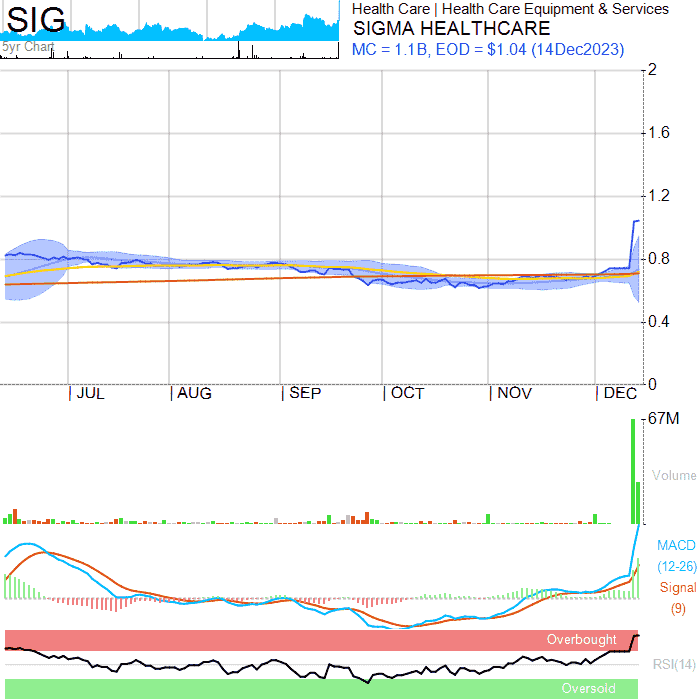 SIG
5yr Chart
Health Care | Health Care Equipment & Services
SIGMA HEALTHCARE
MC = 1.1B, EOD = $1.04 (14Dec2023)
2
1.6
1.2
0.8
0.4
0
| JUL | AUG | SEP | OCT | NOV | DEC
67M
Volume
MACD
(12-26)
Signal
(9)
Overbought
RSI(14)
Oversold